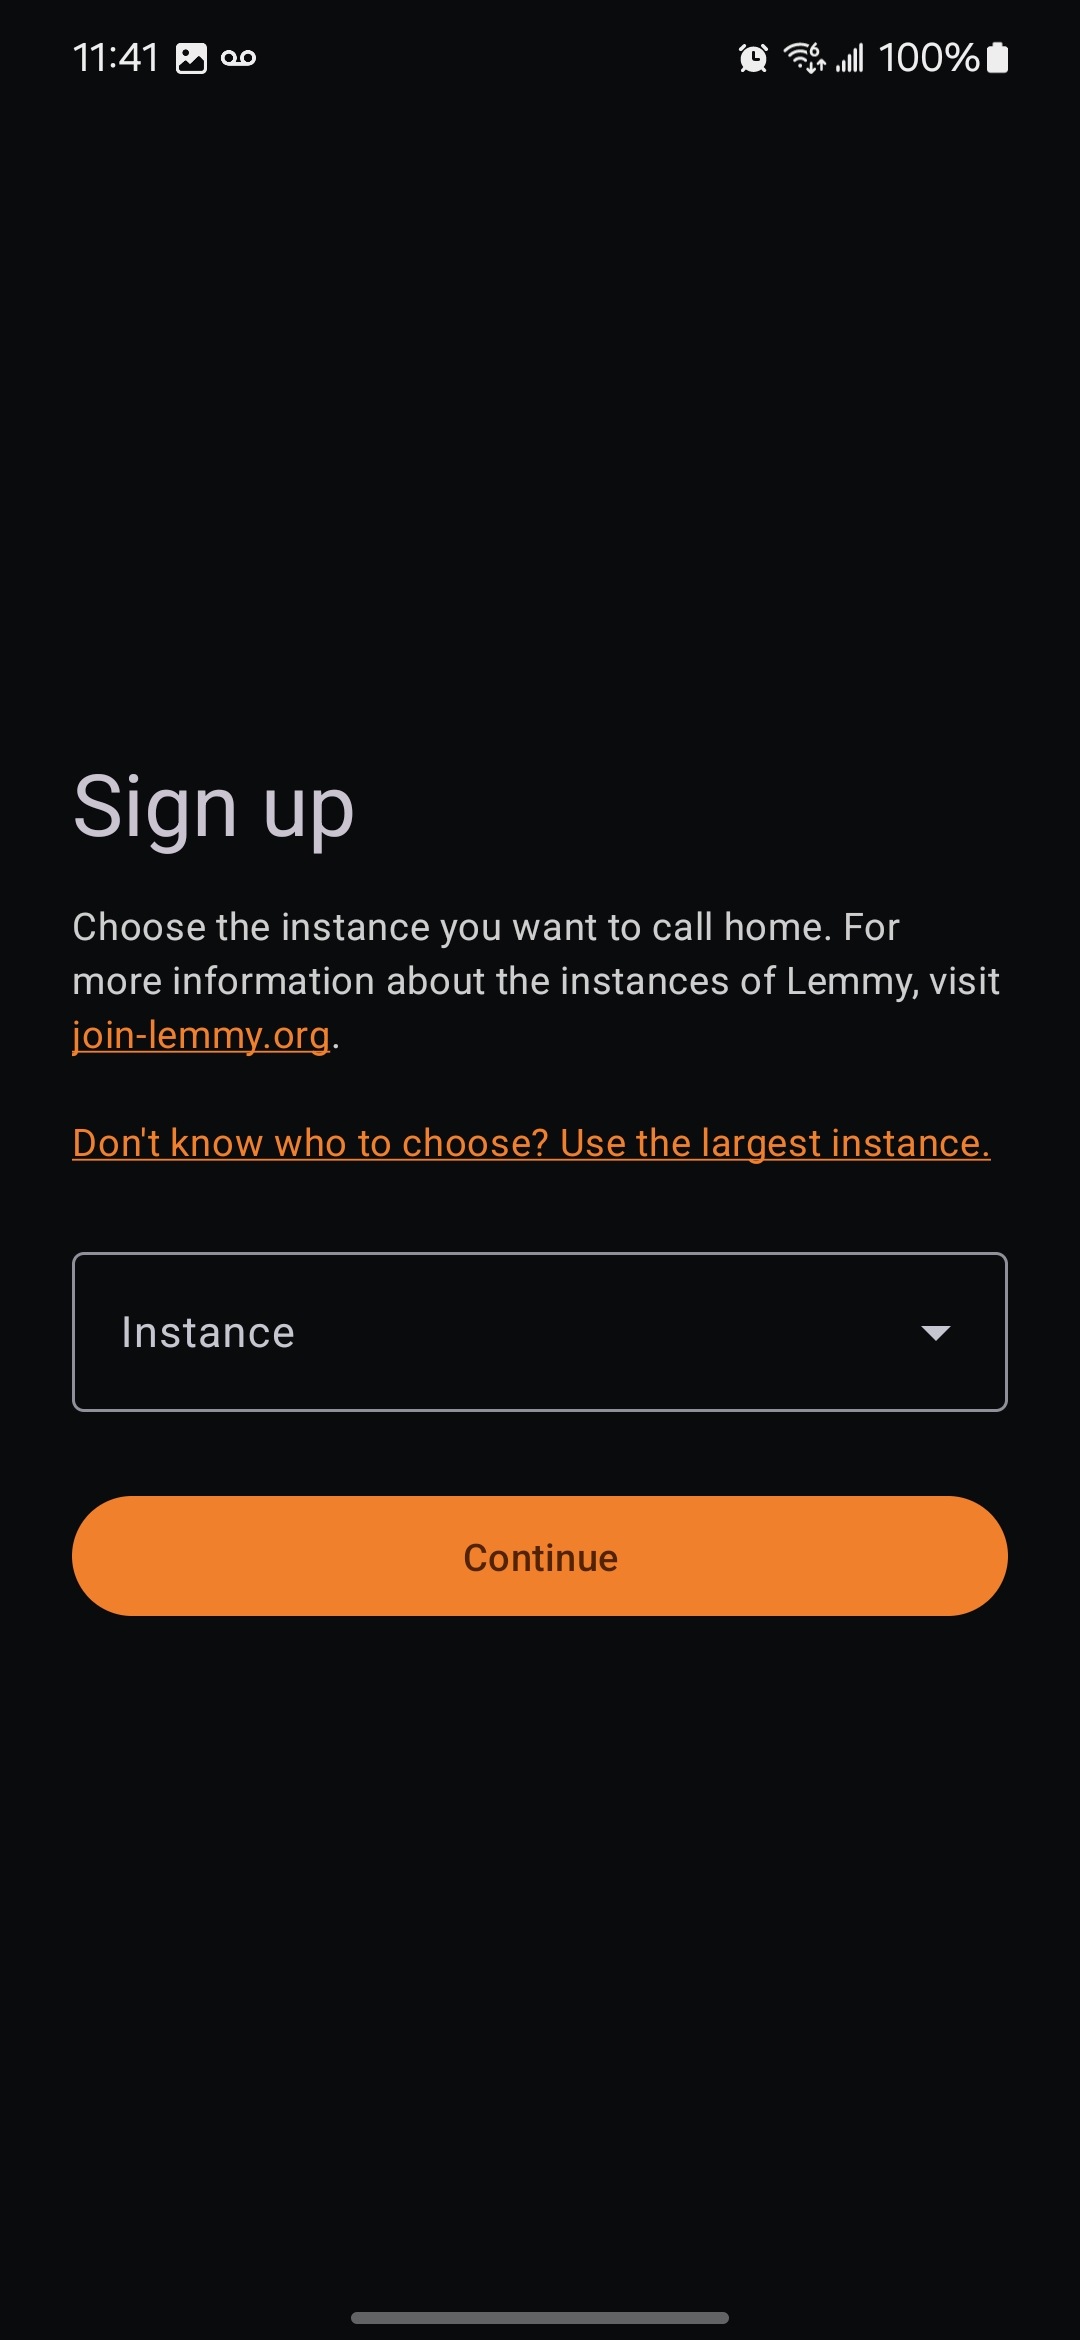 11:41 6 100%
Sign up
Choose the instance you want to call home. For
more information about the instances of Lemmy, visit
join-lemmy.org.
Don't know who to choose? Use the largest instance.
Instance
Continue